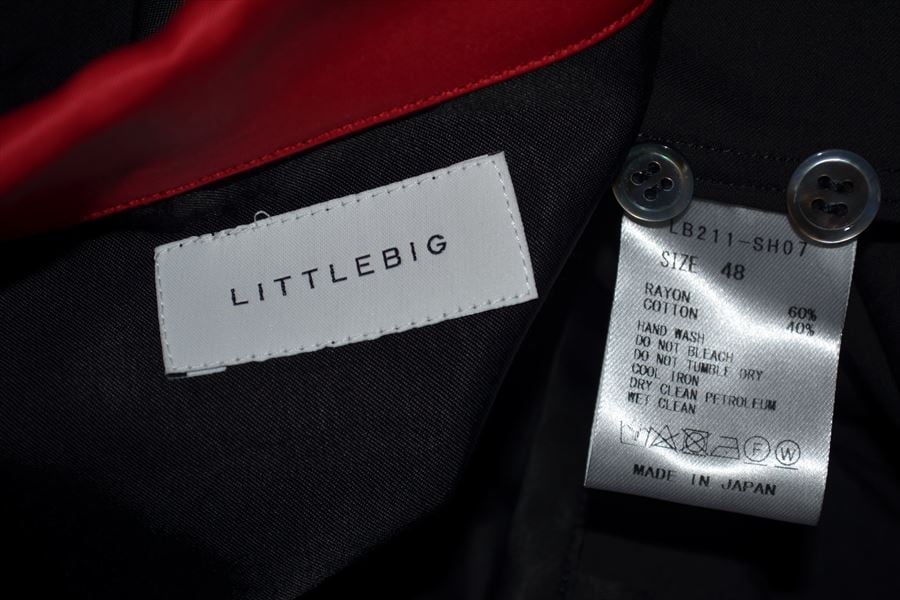 LITTLEBIG
LB211-SH07
SIZE 48
RAYON 60%
COTTON 40%
HAND WASH
DO NOT BLEACH
DO NOT TUMBLE DRY
COOL IRON
DRY CLEAN PETROLEUM
WET CLEAN
F W
MADE IN JAPAN